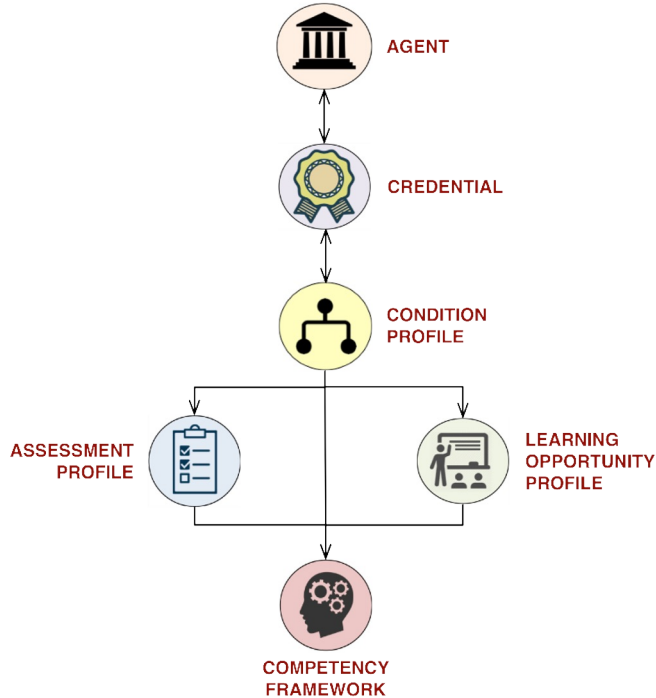 AGENT
CREDENTIAL
CONDITION
PROFILE
ASSESSMENT
PROFILE
LEARNING
OPPORTUNITY
PROFILE
COMPETENCY
FRAMEWORK